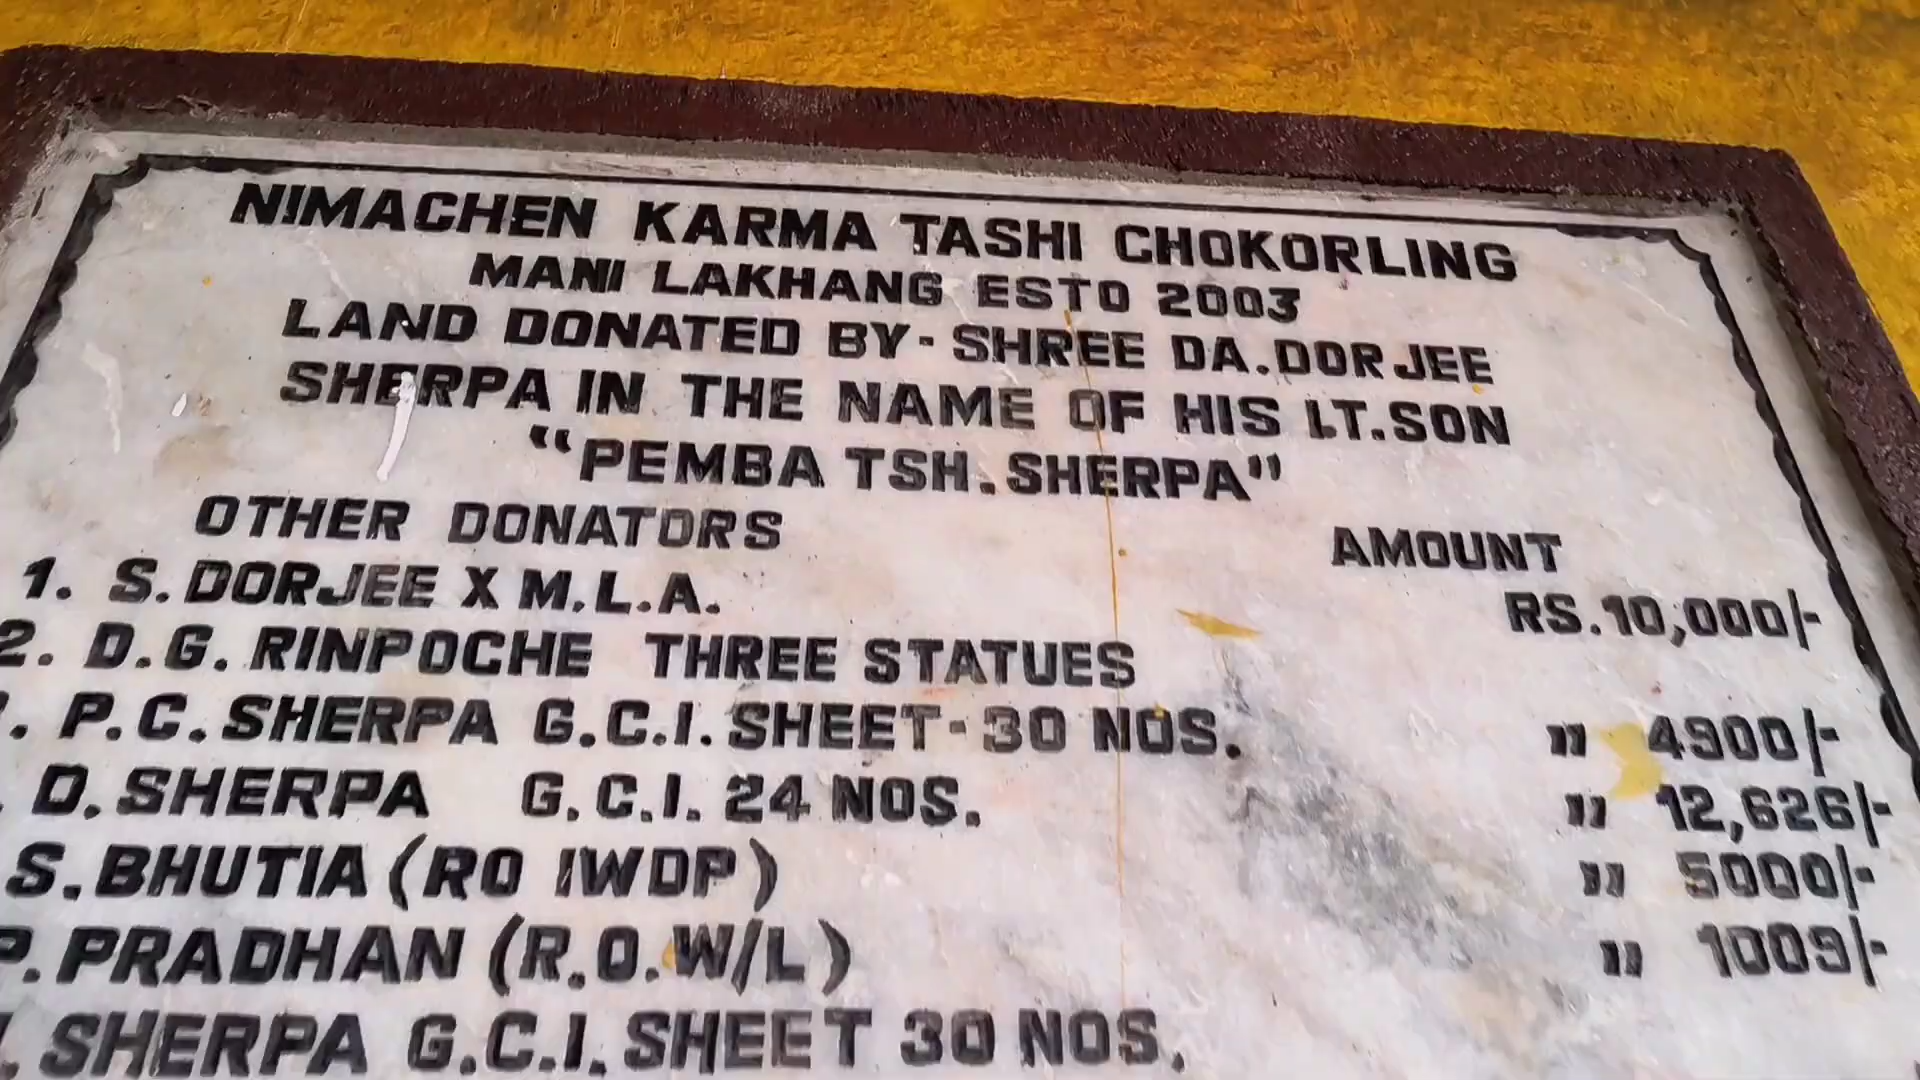 NIMACHEN KARMA TASHI CHOKORLING
MANI LAKHANG ESTD 2003
LAND DONATED BY - SHREE DA. DORJEE
SHERPA IN THE NAME OF HIS LT. SON
“PEMBA TSH. SHERPA”
OTHER DONATORS AMOUNT
1. S. DORJEE X M.L.A. RS. 10,000/-
2. D.G. RINPOCHE THREE STATUES
. P.C. SHERPA G.C.I. SHEET - 30 NOS. " 4900/-
D. SHERPA G.C.I. 24 NOS. " 12,626/-
S. BHUTIA (RO IWDP) " 5000/-
P. PRADHAN (R.O. W/L) " 1009/-
. SHERPA G.C.I. SHEET 30 NOS.